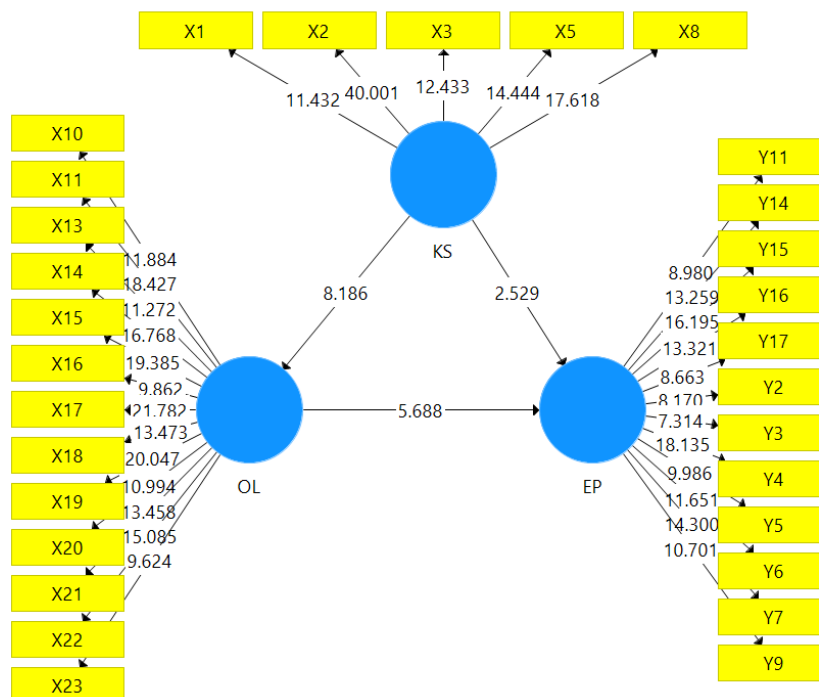 X1 X2 X3 X5 X8
11.432 40.001 12.433 14.444 17.618
KS
8.186 2.529
X10
X11
X13
X14
X15
X16
X17
X18
X19
X20
X21
X22
X23
11.884
18.427
11.272
16.768
19.385
9.862
21.782
13.473
20.047
10.994
13.458
15.085
9.624
OL
5.688
EP
8.980
13.259
16.195
13.321
8.663
8.170
7.314
18.135
9.986
11.651
14.300
10.701
Y11
Y14
Y15
Y16
Y17
Y2
Y3
Y4
Y5
Y6
Y7
Y9